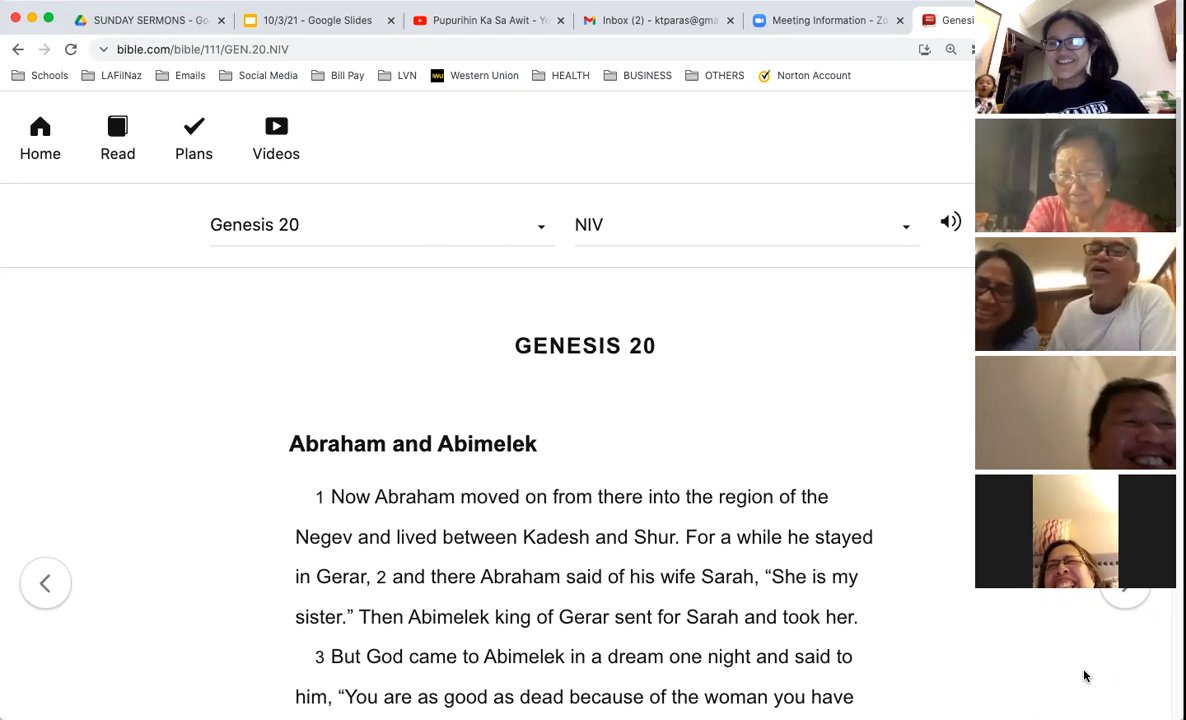 SUNDAY SERMONS - Go
10/3/21 - Google Slides
Pupurihin Ka Sa Awit - Yo
Inbox (2) - ktparas@gma
Meeting Information - Zo
Genesi
bible.com/bible/111/GEN.20.NIV
Schools
LAFilNaz
Emails
Social Media
Bill Pay
LVN
WU
Western Union
HEALTH
BUSINESS
OTHERS
Norton Account
Home
Read
Plans
Videos
Genesis 20
NIV
GENESIS 20
Abraham and Abimelek
1 Now Abraham moved on from there into the region of the
Negev and lived between Kadesh and Shur. For a while he stayed
in Gerar, 2 and there Abraham said of his wife Sarah, “She is my
sister.” Then Abimelek king of Gerar sent for Sarah and took her.
3 But God came to Abimelek in a dream one night and said to
him, “You are as good as dead because of the woman you have